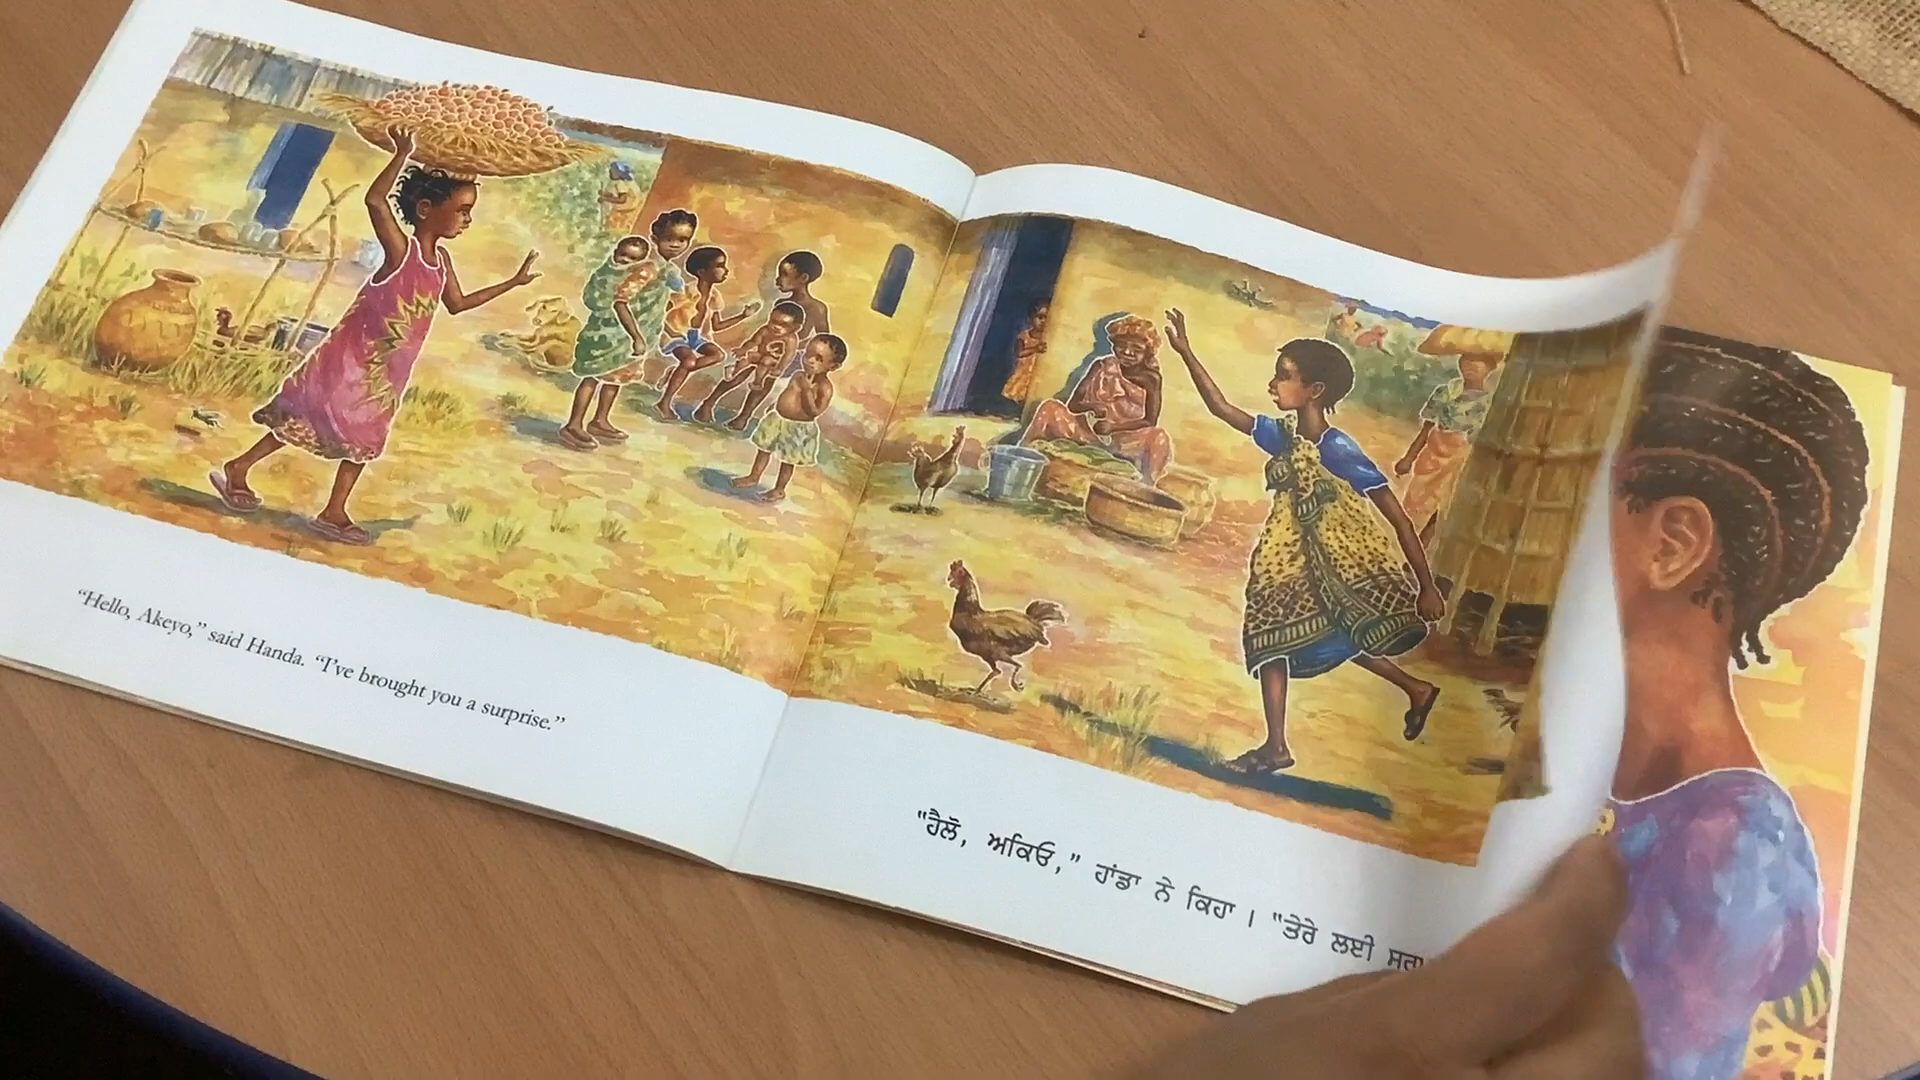 “Hello, Akeyo,” said Handa. “I’ve brought you a surprise.”
"ਹੈਲੋ, ਅਕਿਓ,” ਹਾਂਡਾ ਨੇ ਕਿਹਾ । "ਤੇਰੇ ਲਈ